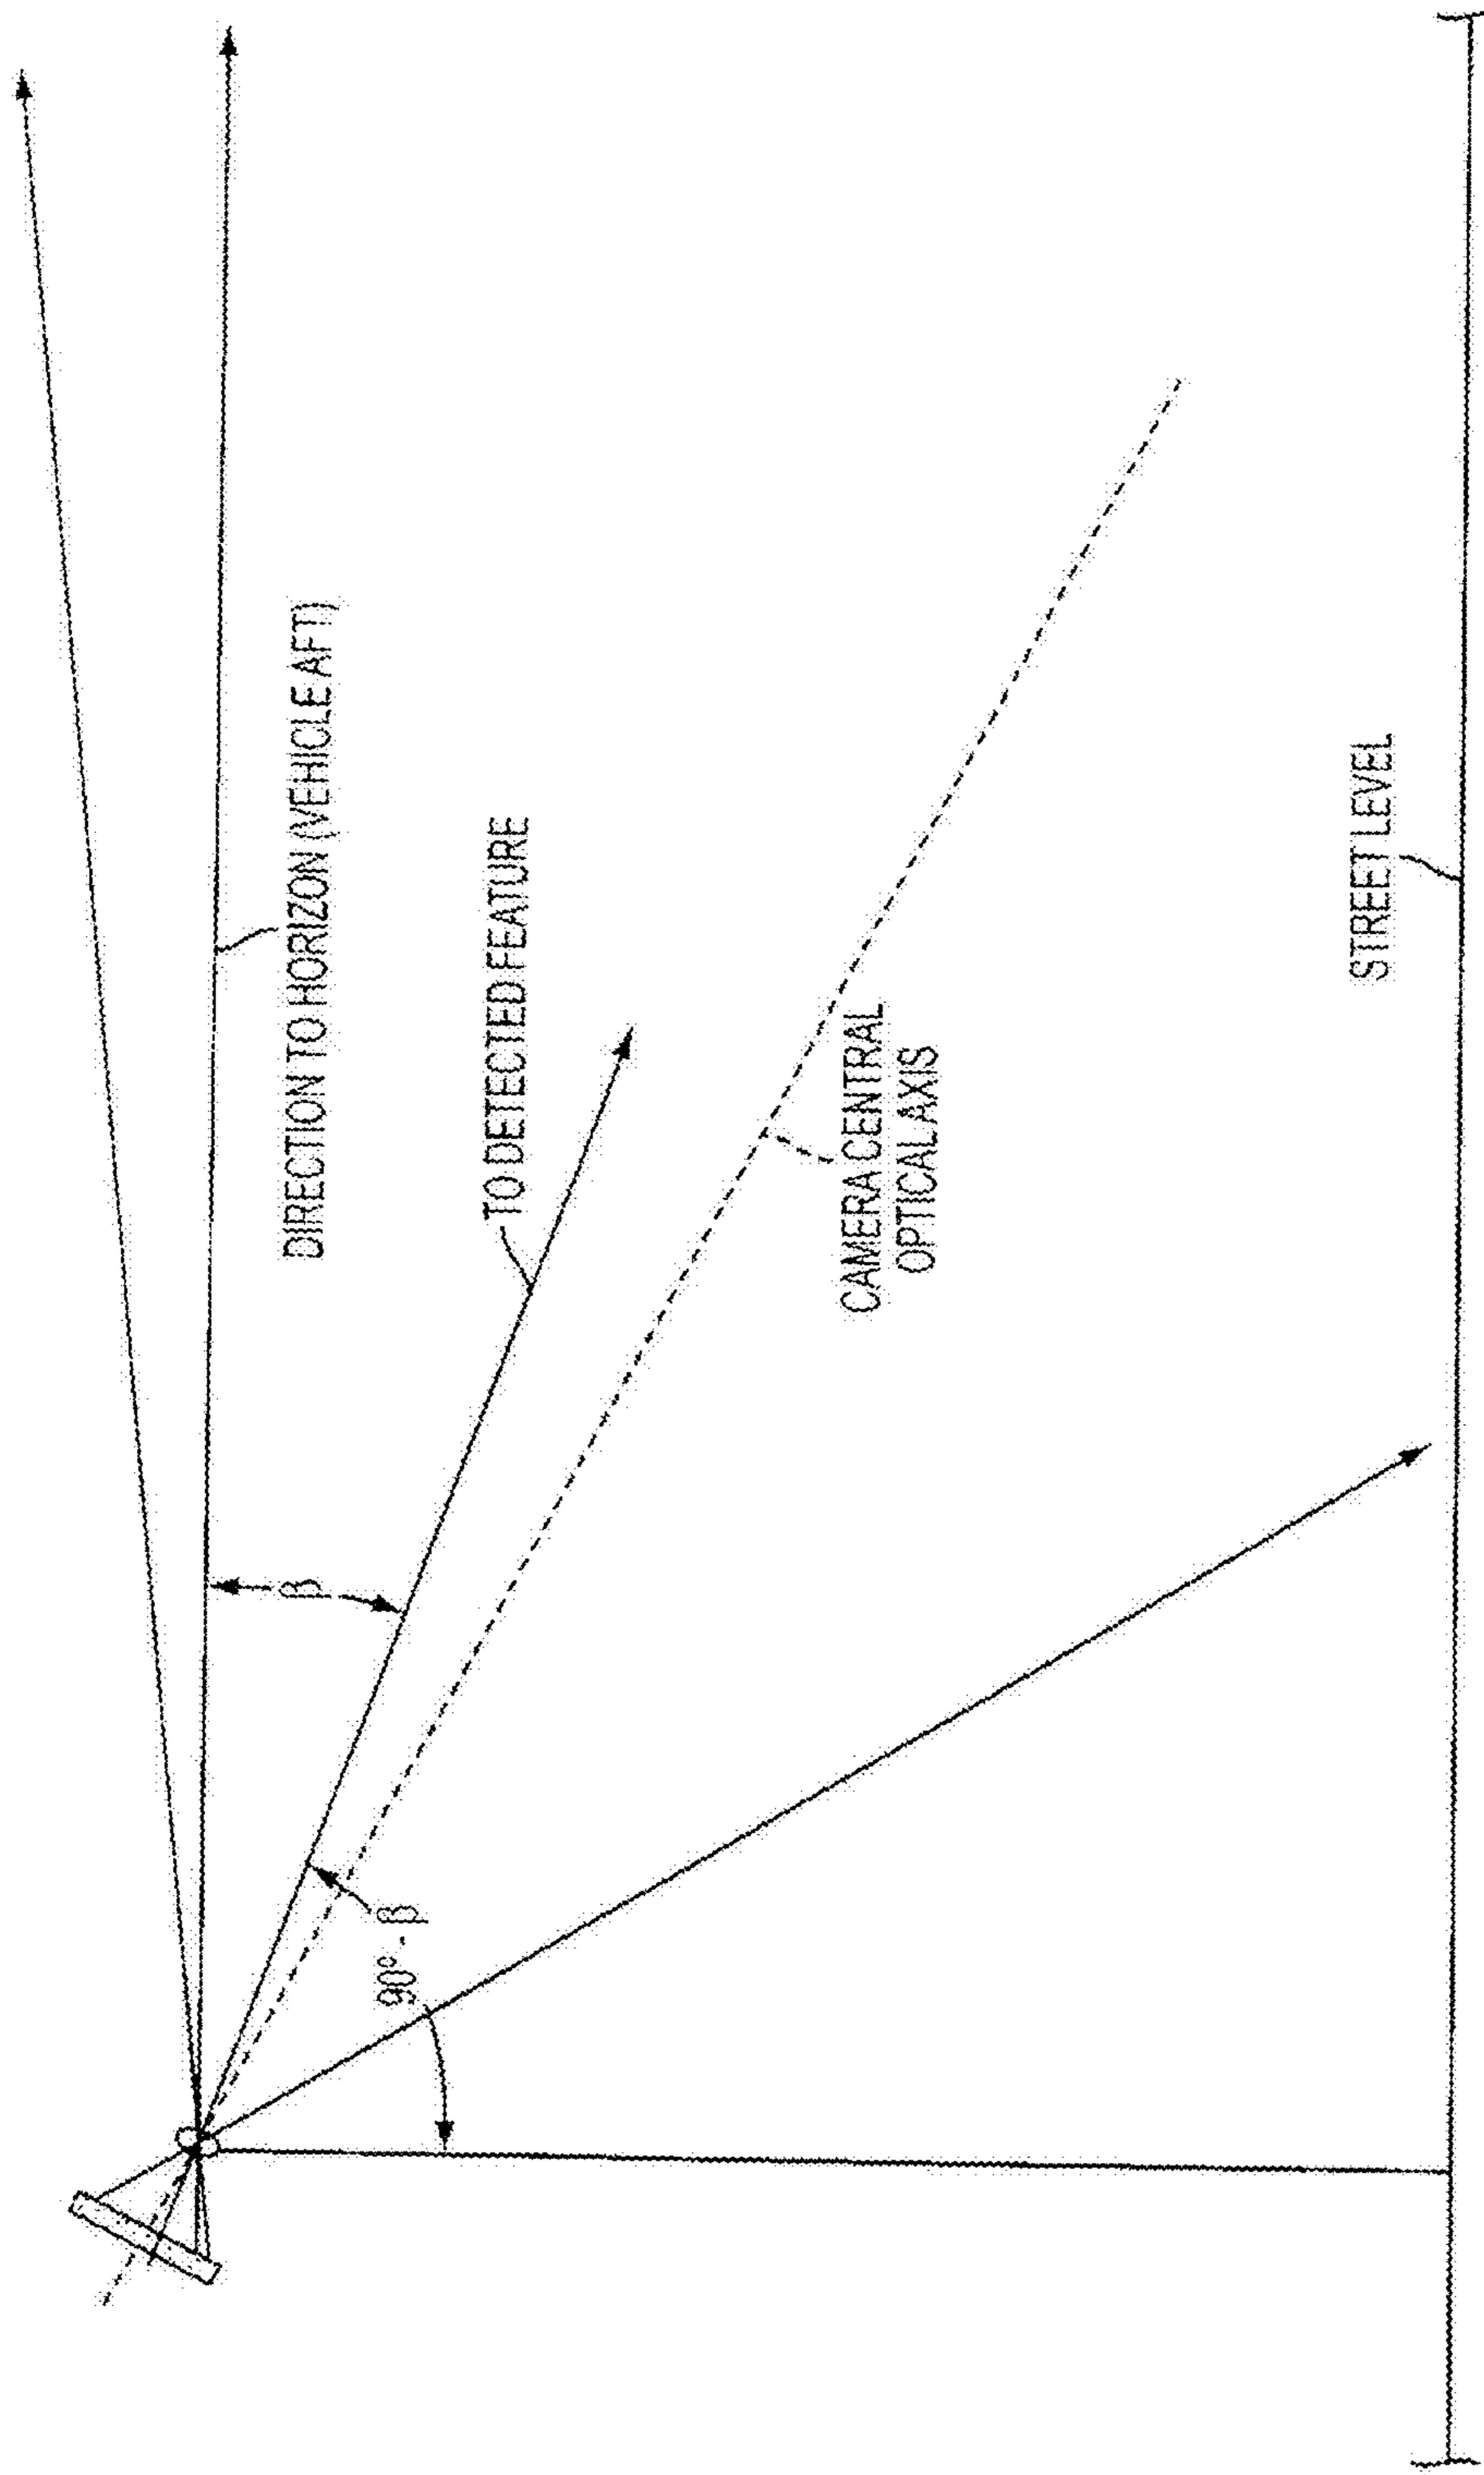 DIRECTION TO HORIZON (VEHICLE AFT)
TO DETECTED FEATURE
β
90° - β
CAMERA CENTRAL
OPTICAL AXIS
STREET LEVEL